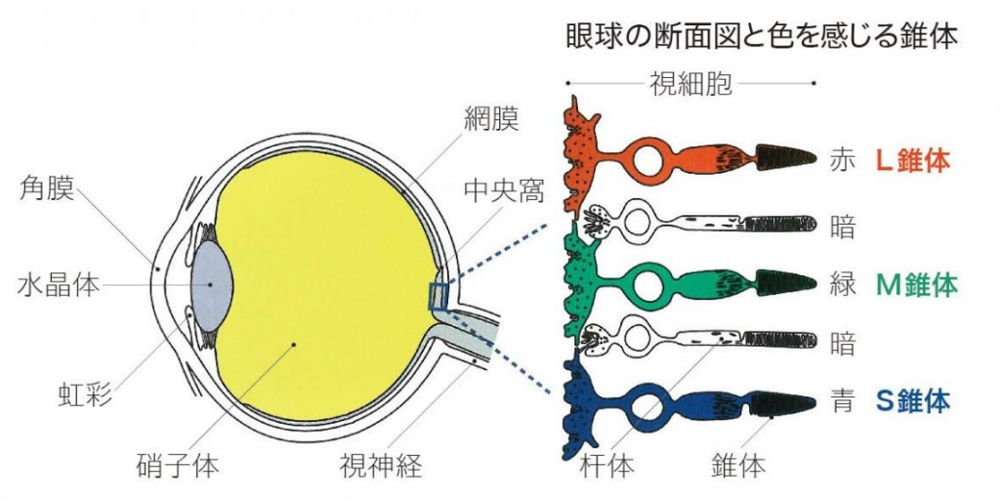 眼球の断面図と色を感じる錐体
視細胞
網膜
中央窩
角膜
水晶体
虹彩
硝子体
視神経
赤 L錐体
暗
緑 M錐体
暗
青 S錐体
杆体
錐体